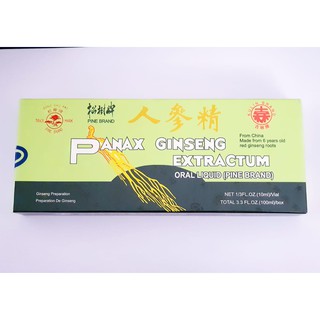 松樹牌
PINE BRAND
人參精
PANAX GINSENG
EXTRACTUM
ORAL LIQUID (PINE BRAND)
From China
Made from 6 years old
red ginseng roots
Ginseng Preparation
Preparation De Ginseng
NET 1/3FL.OZ.(10ml)/Vial
TOTAL 3.3 FL.OZ.(100ml)/box